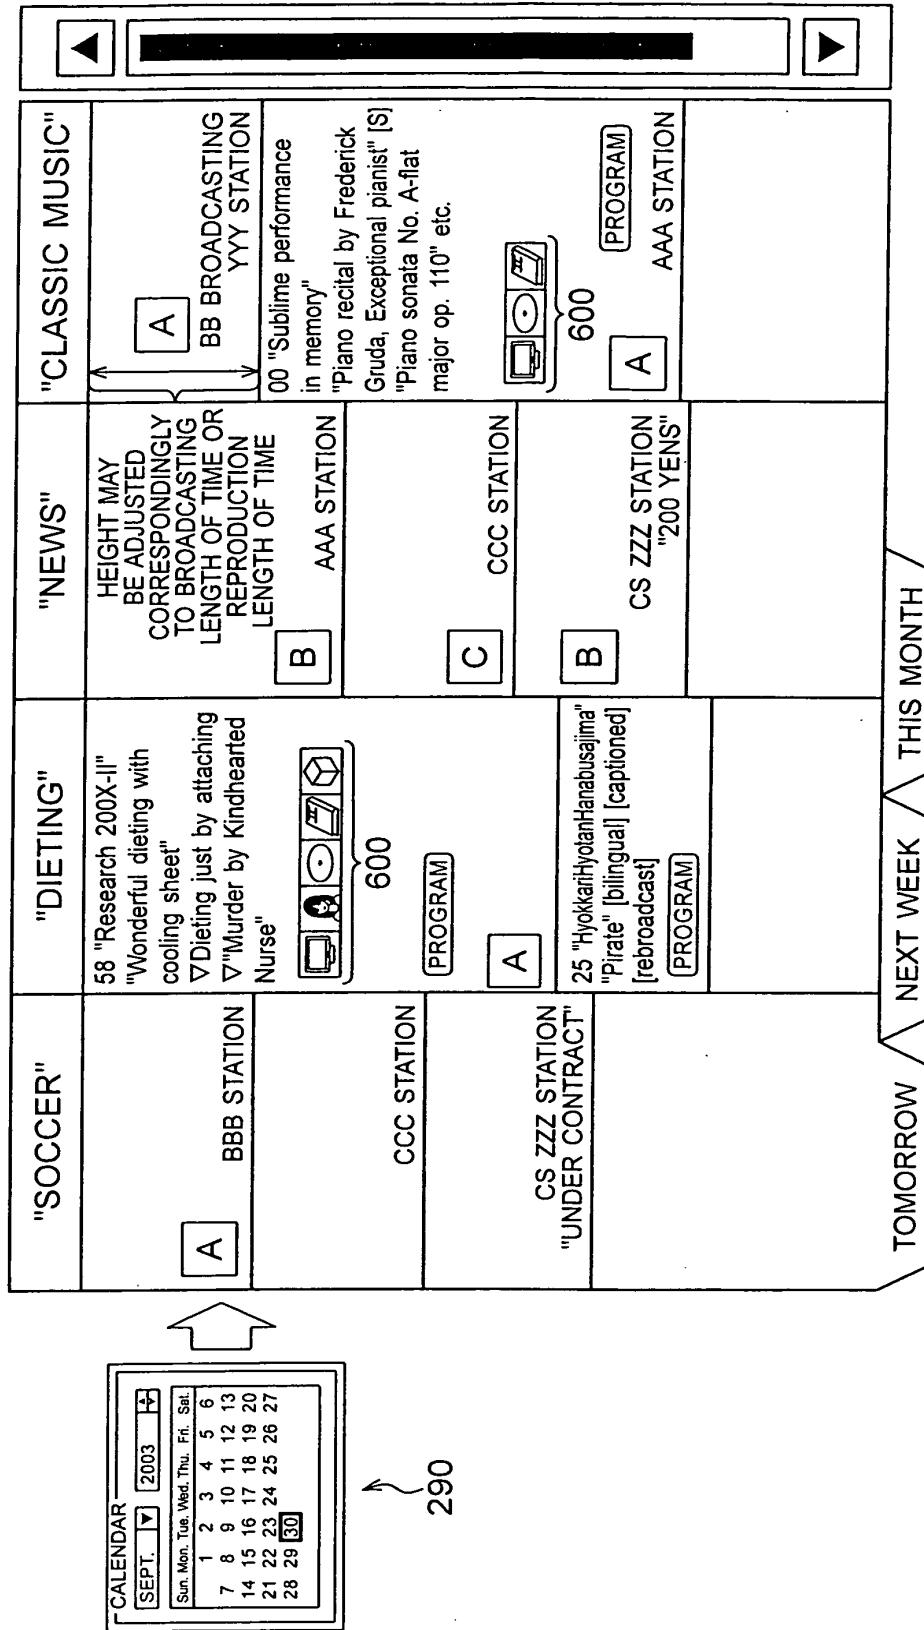 CALENDAR
SEPT. ▼ 2003
Sun. Mon. Tue. Wed. Thu. Fri. Sat.
1 2 3 4 5 6
7 8 9 10 11 12 13
14 15 16 17 18 19 20
21 22 23 24 25 26 27
28 29 30
290
"SOCCER"
A
BBB STATION
CCC STATION
CS ZZZ STATION
"UNDER CONTRACT"
"DIETING"
58 "Research 200X-II"
"Wonderful dieting with
cooling sheet"
▽Dieting just by attaching
▽"Murder by Kindhearted
Nurse"
600
PROGRAM
A
25 "HyokkariHyotanHanabusajima"
"Pirate" [bilingual] [captioned]
[rebroadcast]
PROGRAM
"NEWS"
HEIGHT MAY
BE ADJUSTED
CORRESPONDINGLY
TO BROADCASTING
LENGTH OF TIME OR
REPRODUCTION
LENGTH OF TIME
B
AAA STATION
C
CCC STATION
B
CS ZZZ STATION
"200 YENS"
"CLASSIC MUSIC"
A
BB BROADCASTING
YYY STATION
00 "Sublime performance
in memory"
"Piano recital by Frederick
Gruda, Exceptional pianist" [S]
"Piano sonata No. A-flat
major op. 110" etc.
600
PROGRAM
A
AAA STATION
TOMORROW
NEXT WEEK
THIS MONTH